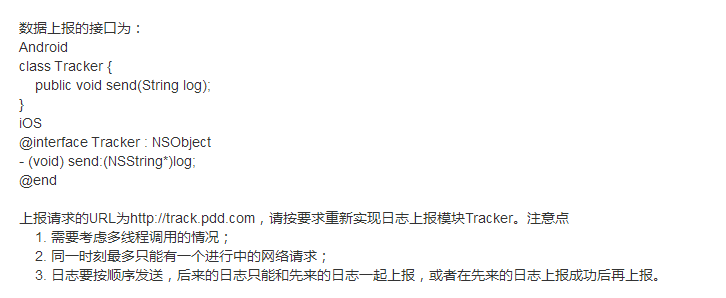 数据上报的接口为：
Android
class Tracker {
public void send(String log);
}
iOS
@interface Tracker : NSObject
- (void) send:(NSString*)log;
@end
上报请求的URL为http://track.pdd.com，请按要求重新实现日志上报模块Tracker。注意点
1. 需要考虑多线程调用的情况；
2. 同一时刻最多只能有一个进行中的网络请求；
3. 日志要按顺序发送，后来的日志只能和先来的日志一起上报，或者在先来的日志上报成功后再上报。